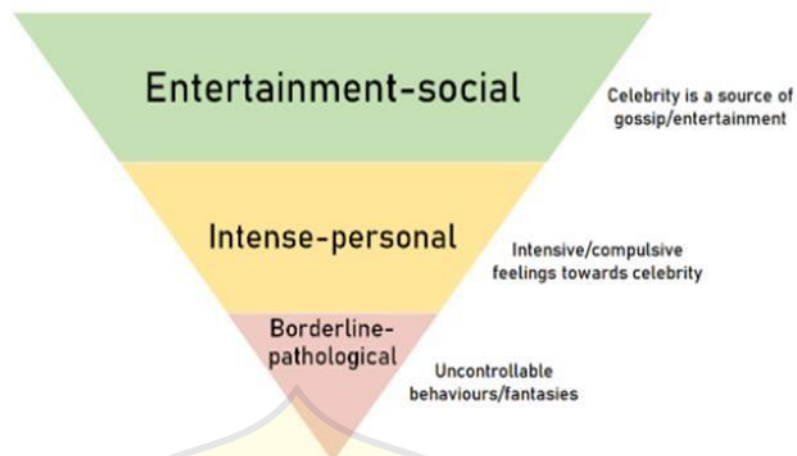 Entertainment-social
Celebrity is a source of
gossip/entertainment
Intense-personal
Intensive/compulsive
feelings towards celebrity
Borderline-
pathological
Uncontrollable
behaviours/fantasies